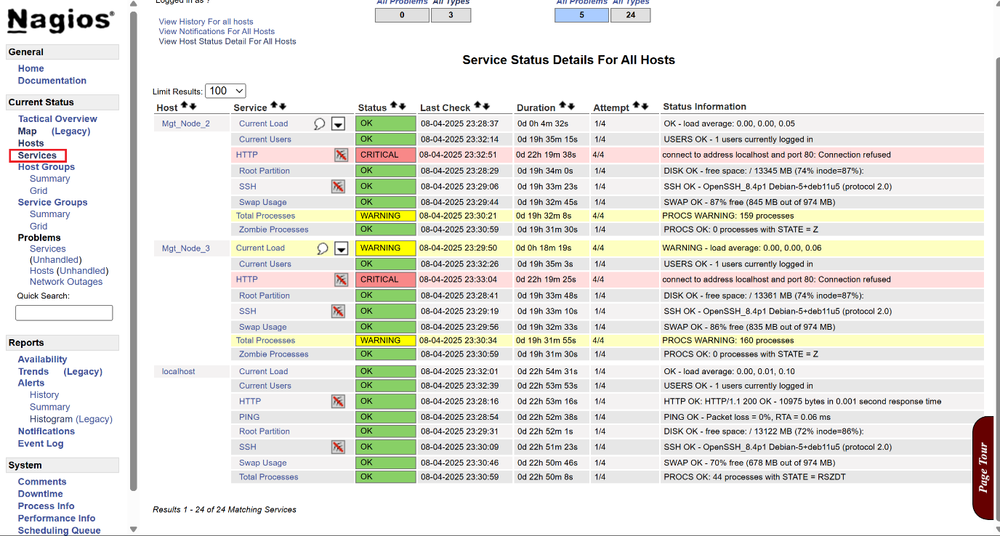 Nagios®
General
Home
Documentation
Current Status
Tactical Overview
Map (Legacy)
Hosts
Services
Host Groups
Summary
Grid
Service Groups
Summary
Grid
Problems
Services
(Unhandled)
Hosts (Unhandled)
Network Outages
Quick Search:
Reports
Availability
Trends (Legacy)
Alerts
History
Summary
Histogram (Legacy)
Notifications
Event Log
System
Comments
Downtime
Process Info
Performance Info
Scheduling Queue
Logged in as ?
View History For all hosts
View Notifications For All Hosts
View Host Status Detail For All Hosts
All Problems All Types
0 3
All Problems All Types
5 24
Service Status Details For All Hosts
Limit Results: 100
Host Service Status Last Check Duration Attempt Status Information
Mgt_Node_2 Current Load OK 08-04-2025 23:28:37 0d 0h 4m 32s 1/4 OK - load average: 0.00, 0.00, 0.05
Current Users OK 08-04-2025 23:32:14 0d 19h 35m 15s 1/4 USERS OK - 1 users currently logged in
HTTP CRITICAL 08-04-2025 23:32:51 0d 22h 19m 38s 4/4 connect to address localhost and port 80: Connection refused
Root Partition OK 08-04-2025 23:28:29 0d 19h 34m 0s 1/4 DISK OK - free space: / 13345 MB (74% inode=87%):
SSH OK 08-04-2025 23:29:06 0d 19h 33m 23s 1/4 SSH OK - OpenSSH_8.4p1 Debian-5+deb11u5 (protocol 2.0)
Swap Usage OK 08-04-2025 23:29:44 0d 19h 32m 45s 1/4 SWAP OK - 87% free (845 MB out of 974 MB)
Total Processes WARNING 08-04-2025 23:30:21 0d 19h 32m 8s 4/4 PROCS WARNING: 159 processes
Zombie Processes OK 08-04-2025 23:30:59 0d 19h 31m 30s 1/4 PROCS OK: 0 processes with STATE = Z
Mgt_Node_3 Current Load WARNING 08-04-2025 23:29:50 0d 0h 18m 19s 4/4 WARNING - load average: 0.00, 0.00, 0.06
Current Users OK 08-04-2025 23:32:26 0d 19h 35m 3s 1/4 USERS OK - 1 users currently logged in
HTTP CRITICAL 08-04-2025 23:33:04 0d 22h 19m 25s 4/4 connect to address localhost and port 80: Connection refused
Root Partition OK 08-04-2025 23:28:41 0d 19h 33m 48s 1/4 DISK OK - free space: / 13361 MB (74% inode=87%):
SSH OK 08-04-2025 23:29:19 0d 19h 33m 10s 1/4 SSH OK - OpenSSH_8.4p1 Debian-5+deb11u5 (protocol 2.0)
Swap Usage OK 08-04-2025 23:29:56 0d 19h 32m 33s 1/4 SWAP OK - 86% free (835 MB out of 974 MB)
Total Processes WARNING 08-04-2025 23:30:34 0d 19h 31m 55s 4/4 PROCS WARNING: 160 processes
Zombie Processes OK 08-04-2025 23:30:59 0d 19h 31m 30s 1/4 PROCS OK: 0 processes with STATE = Z
localhost Current Load OK 08-04-2025 23:32:01 0d 22h 54m 31s 1/4 OK - load average: 0.00, 0.01, 0.10
Current Users OK 08-04-2025 23:32:39 0d 22h 53m 53s 1/4 USERS OK - 1 users currently logged in
HTTP OK 08-04-2025 23:28:16 0d 22h 53m 16s 1/4 HTTP OK: HTTP/1.1 200 OK - 10975 bytes in 0.001 second response time
PING OK 08-04-2025 23:28:54 0d 22h 52m 38s 1/4 PING OK - Packet loss = 0%, RTA = 0.06 ms
Root Partition OK 08-04-2025 23:29:31 0d 22h 52m 1s 1/4 DISK OK - free space: / 13122 MB (72% inode=86%):
SSH OK 08-04-2025 23:30:09 0d 22h 51m 23s 1/4 SSH OK - OpenSSH_8.4p1 Debian-5+deb11u5 (protocol 2.0)
Swap Usage OK 08-04-2025 23:30:46 0d 22h 50m 46s 1/4 SWAP OK - 70% free (678 MB out of 974 MB)
Total Processes OK 08-04-2025 23:30:59 0d 22h 50m 8s 1/4 PROCS OK: 44 processes with STATE = RSZDT
Results 1 - 24 of 24 Matching Services
Page Tour